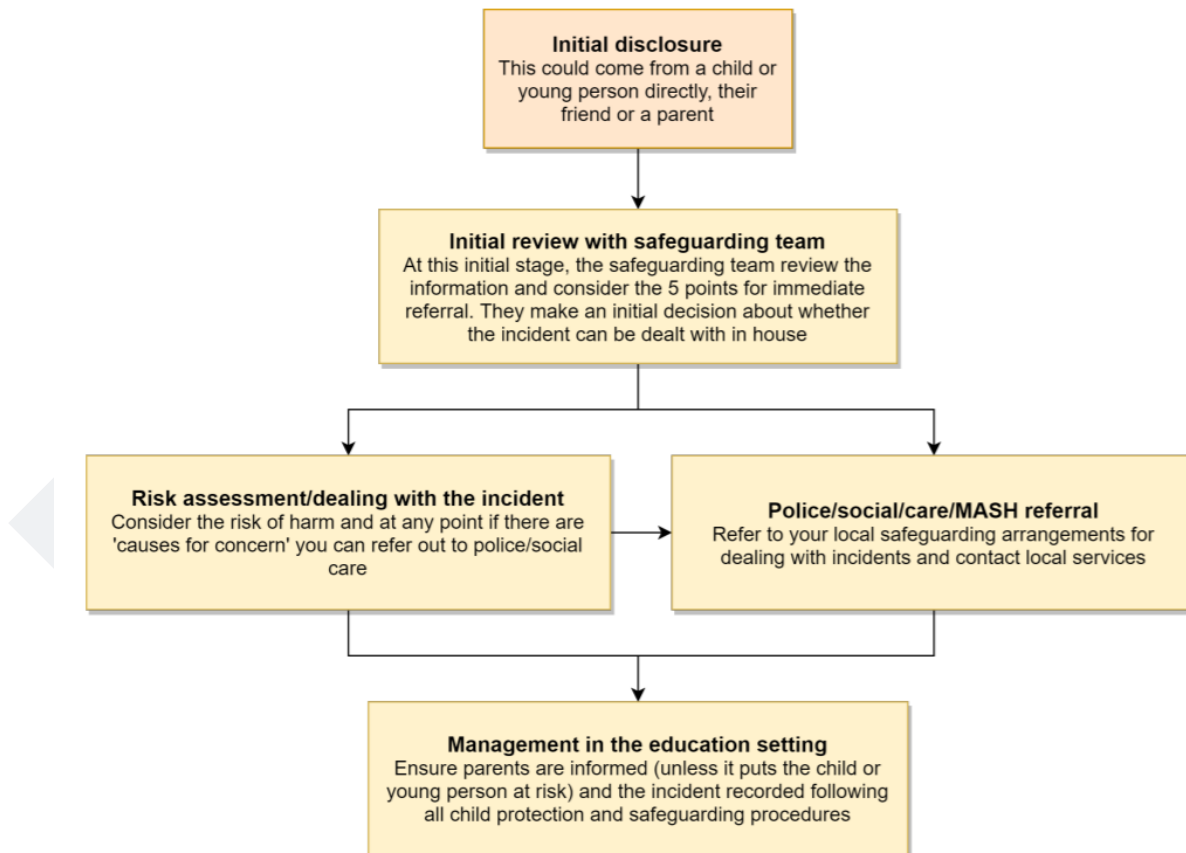 Initial disclosure
This could come from a child or
young person directly, their
friend or a parent
Initial review with safeguarding team
At this initial stage, the safeguarding team review the
information and consider the 5 points for immediate
referral. They make an initial decision about whether
the incident can be dealt with in house
Risk assessment/dealing with the incident
Consider the risk of harm and at any point if there are
'causes for concern' you can refer out to police/social
care
Police/social/care/MASH referral
Refer to your local safeguarding arrangements for
dealing with incidents and contact local services
Management in the education setting
Ensure parents are informed (unless it puts the child or
young person at risk) and the incident recorded following
all child protection and safeguarding procedures